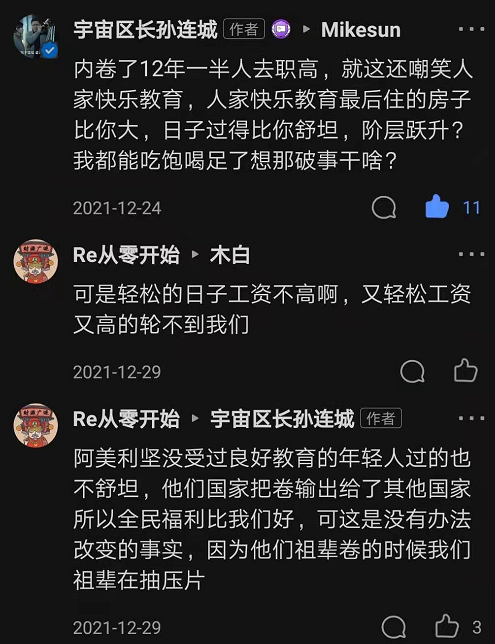 宇宙区长孙连城 作者 Mikesun
内卷了12年一半人去职高，就这还嘲笑人
家快乐教育，人家快乐教育最后住的房子
比你大，日子过得比你舒坦，阶层跃升？
我都能吃饱喝足了想那破事干啥？
2021-12-24 11
Re从零开始 木白
可是轻松的日子工资不高啊，又轻松工资
又高的轮不到我们
2021-12-29
Re从零开始 宇宙区长孙连城 作者
阿美利坚没受过良好教育的年轻人过的也
不舒坦，他们国家把卷输出给了其他国家
所以全民福利比我们好，可这是没有办法
改变的事实，因为他们祖辈卷的时候我们
祖辈在抽压片
2021-12-29 3